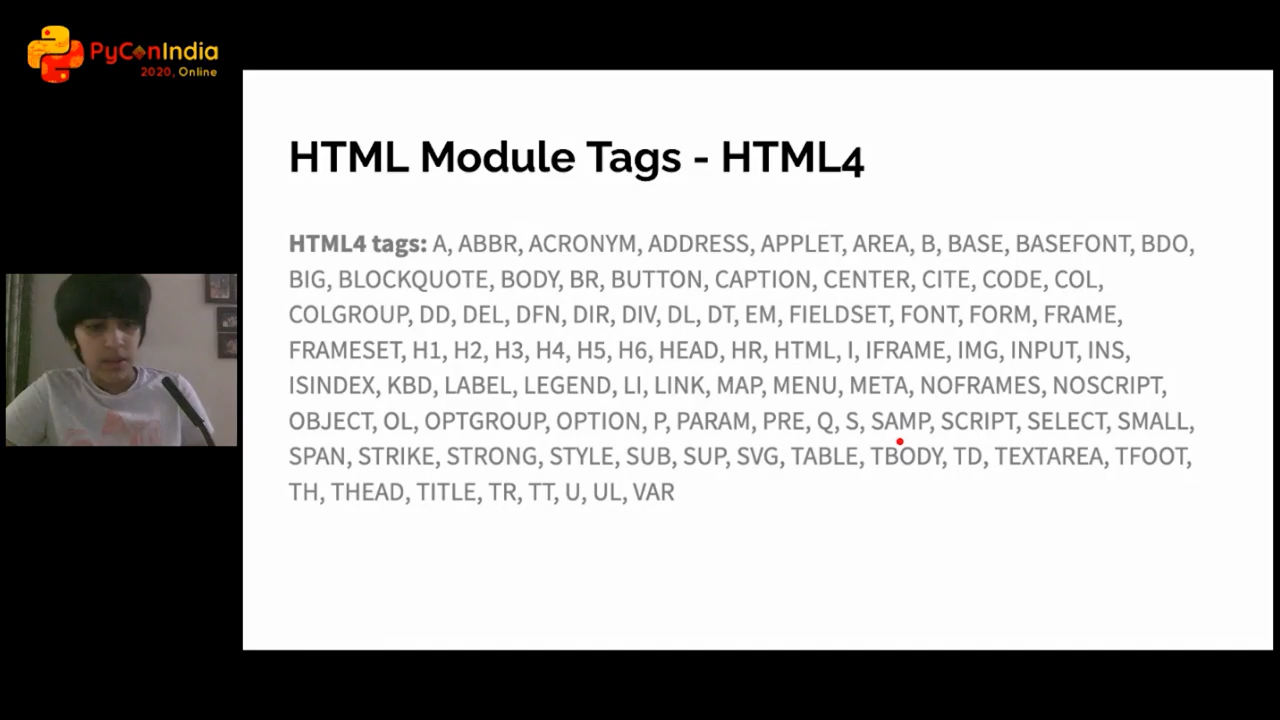 PyConIndia
2020, Online
HTML Module Tags - HTML4
HTML4 tags: A, ABBR, ACRONYM, ADDRESS, APPLET, AREA, B, BASE, BASEFONT, BDO,
BIG, BLOCKQUOTE, BODY, BR, BUTTON, CAPTION, CENTER, CITE, CODE, COL,
COLGROUP, DD, DEL, DFN, DIR, DIV, DL, DT, EM, FIELDSET, FONT, FORM, FRAME,
FRAMESET, H1, H2, H3, H4, H5, H6, HEAD, HR, HTML, I, IFRAME, IMG, INPUT, INS,
ISINDEX, KBD, LABEL, LEGEND, LI, LINK, MAP, MENU, META, NOFRAMES, NOSCRIPT,
OBJECT, OL, OPTGROUP, OPTION, P, PARAM, PRE, Q, S, SAMP, SCRIPT, SELECT, SMALL,
SPAN, STRIKE, STRONG, STYLE, SUB, SUP, SVG, TABLE, TBODY, TD, TEXTAREA, TFOOT,
TH, THEAD, TITLE, TR, TT, U, UL, VAR